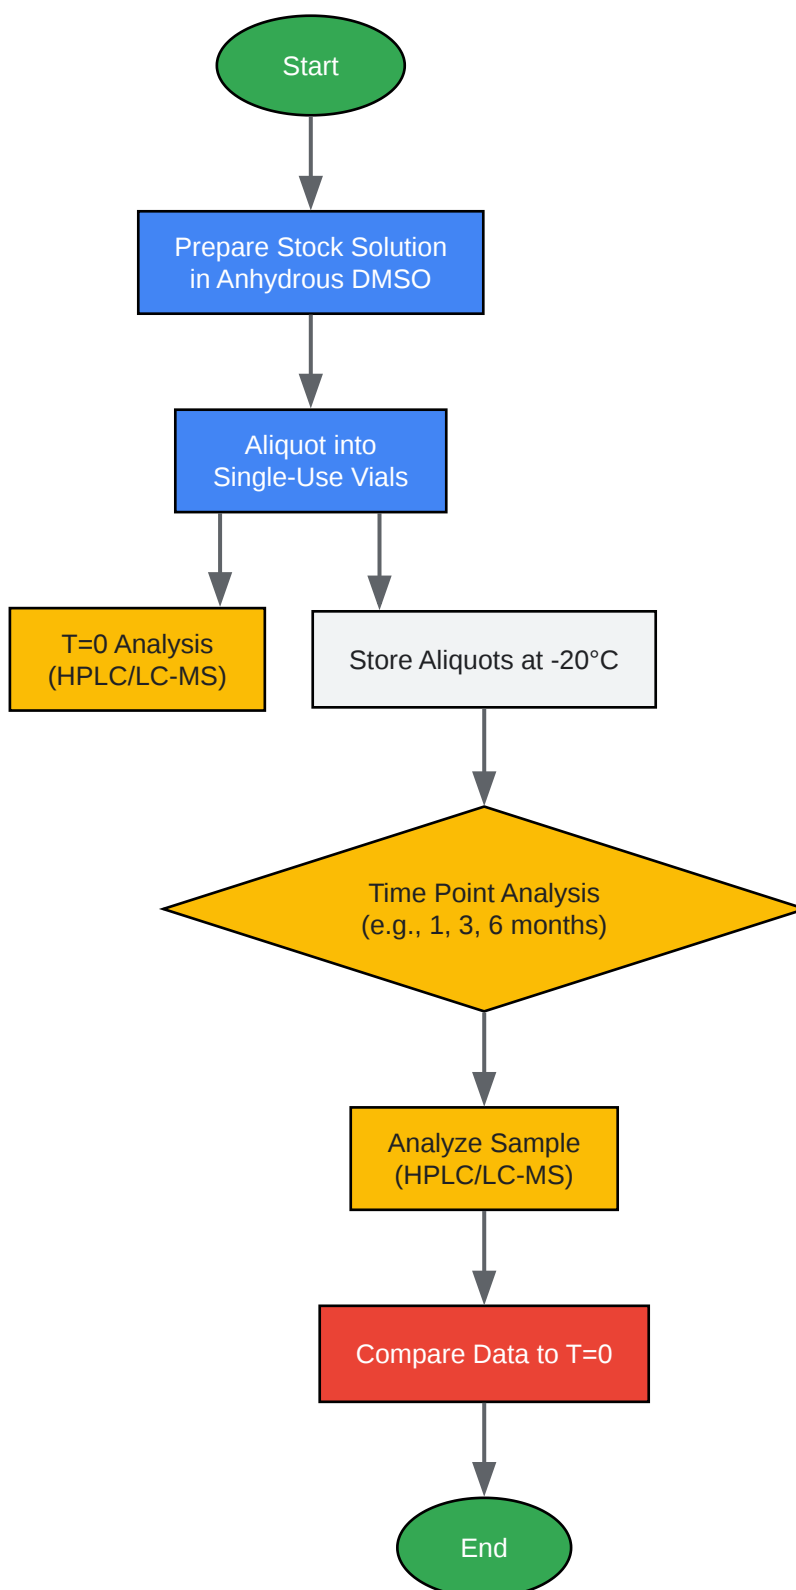 Start
Prepare Stock Solution
in Anhydrous DMSO
Aliquot into
Single-Use Vials
T=0 Analysis
(HPLC/LC-MS)
Store Aliquots at -20°C
Time Point Analysis
(e.g., 1, 3, 6 months)
Analyze Sample
(HPLC/LC-MS)
Compare Data to T=0
End